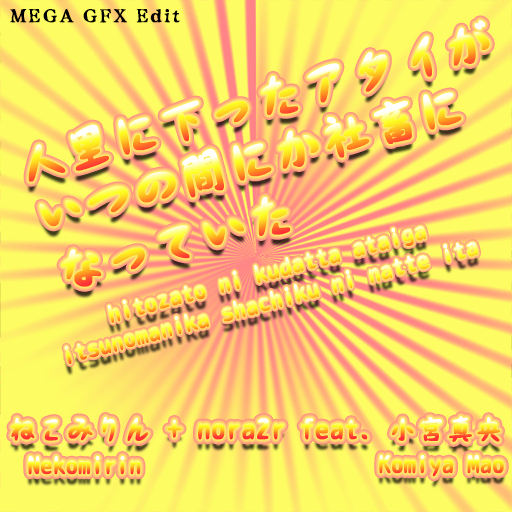 MEGA GFX Edit
人里に下ったアタイが
いつの間にか社畜に
なっていた
hitozato ni kudatta ataiga
itsunomanika shachiku ni natte ita
ねこみりん + nora2r feat. 小宮真央
Nekomirin
Komiya Mao